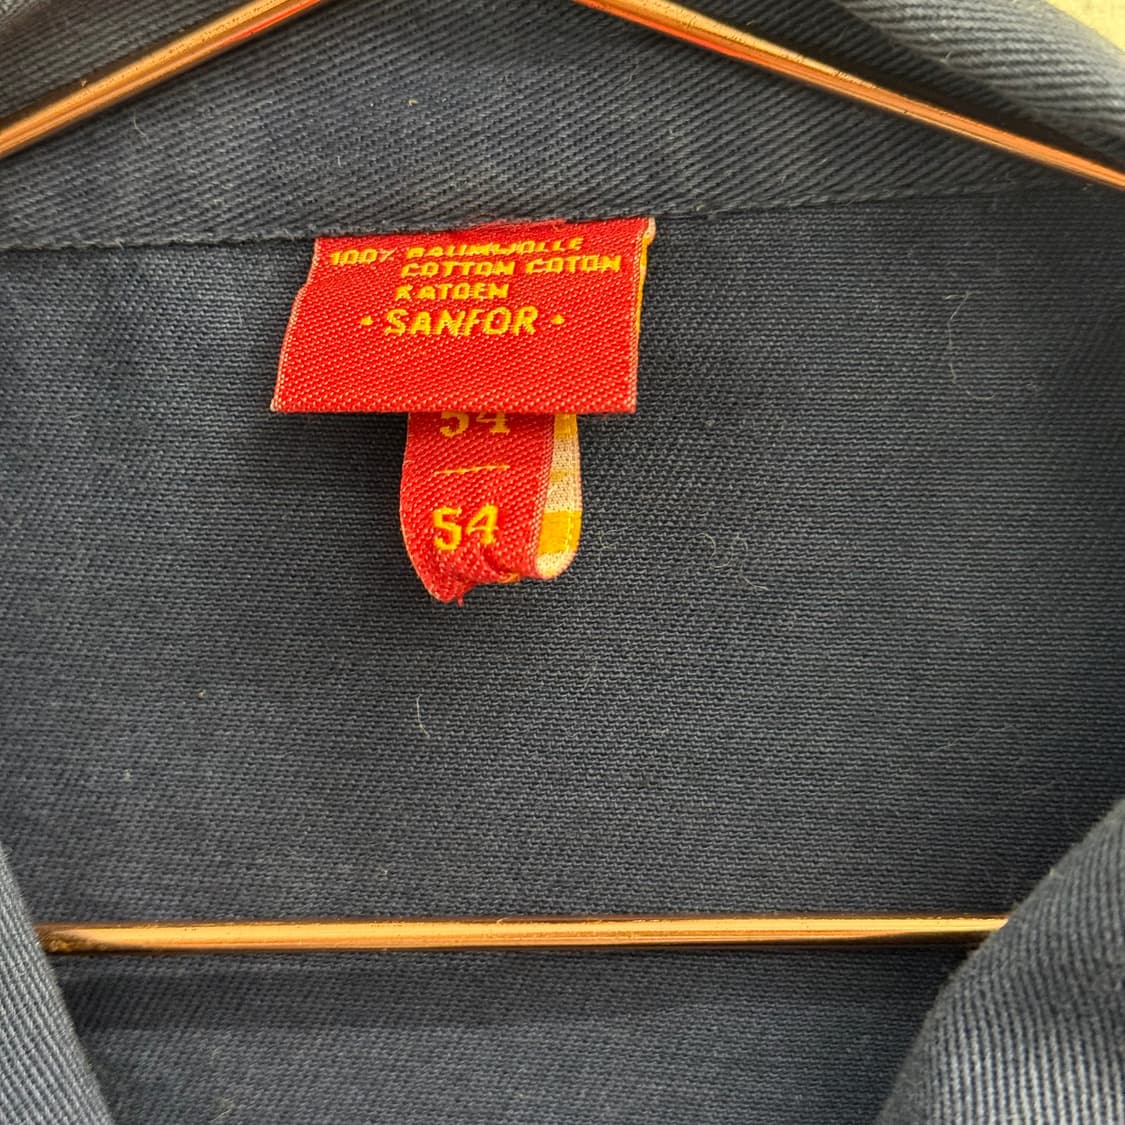 100% BAUMWOLLE
COTTON COTON
KATOEN
· SANFOR ·
54
54